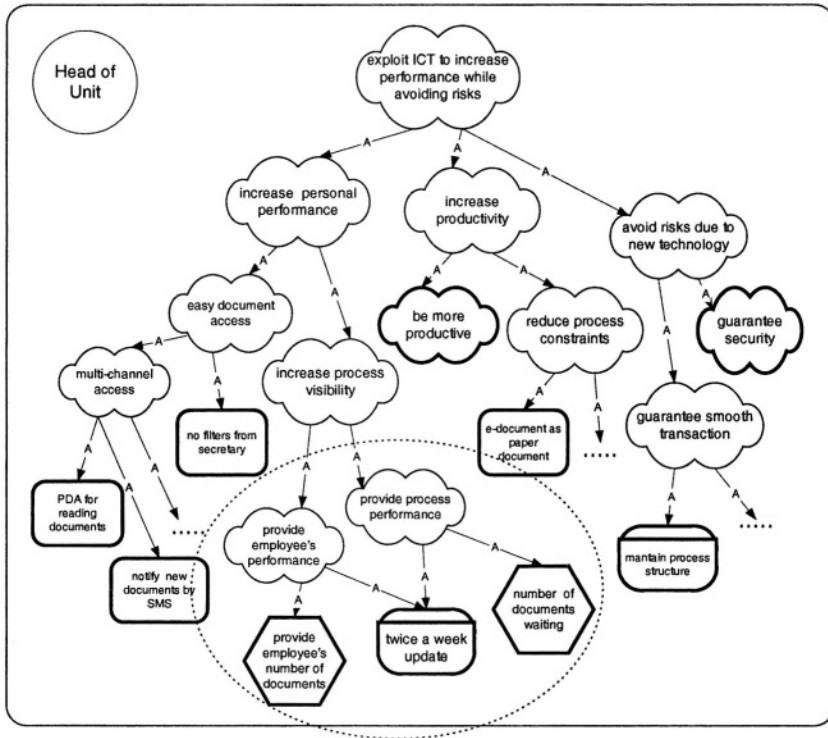 Head of
Unit
exploit ICT to increase
performance while
avoiding risks
A
A
A
increase personal
performance
increase
productivity
avoid risks due to
new technology
A
A
A
A
A
A
easy document
access
be more
productive
reduce process
constraints
guarantee
security
A
A
multi-channel
access
increase process
visibility
A
guarantee smooth
transaction
no filters from
secretary
e-document as
paper
document
.....
A
A
A
A
A
A
A
PDA for
reading
documents
.....
provide process
performance
provide
employee's
performance
mantain process
structure
.....
notify new
documents by
SMS
A
A
A
A
number of
documents
waiting
provide
employee's
number of
documents
twice a week
update